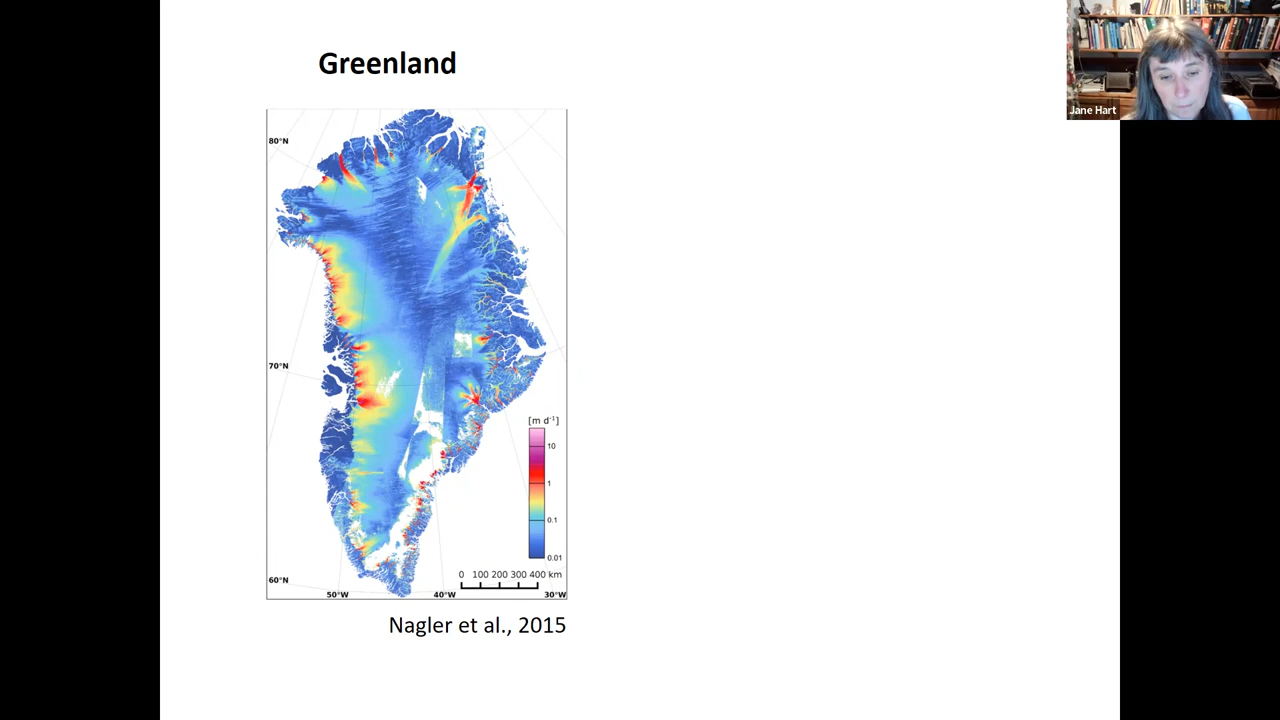 Greenland
Jane Hart
80°N
70°N
[m d⁻¹]
10
1
0.1
0.01
0 100 200 300 400 km
60°N
50°W 40°W 30°W
Nagler et al., 2015